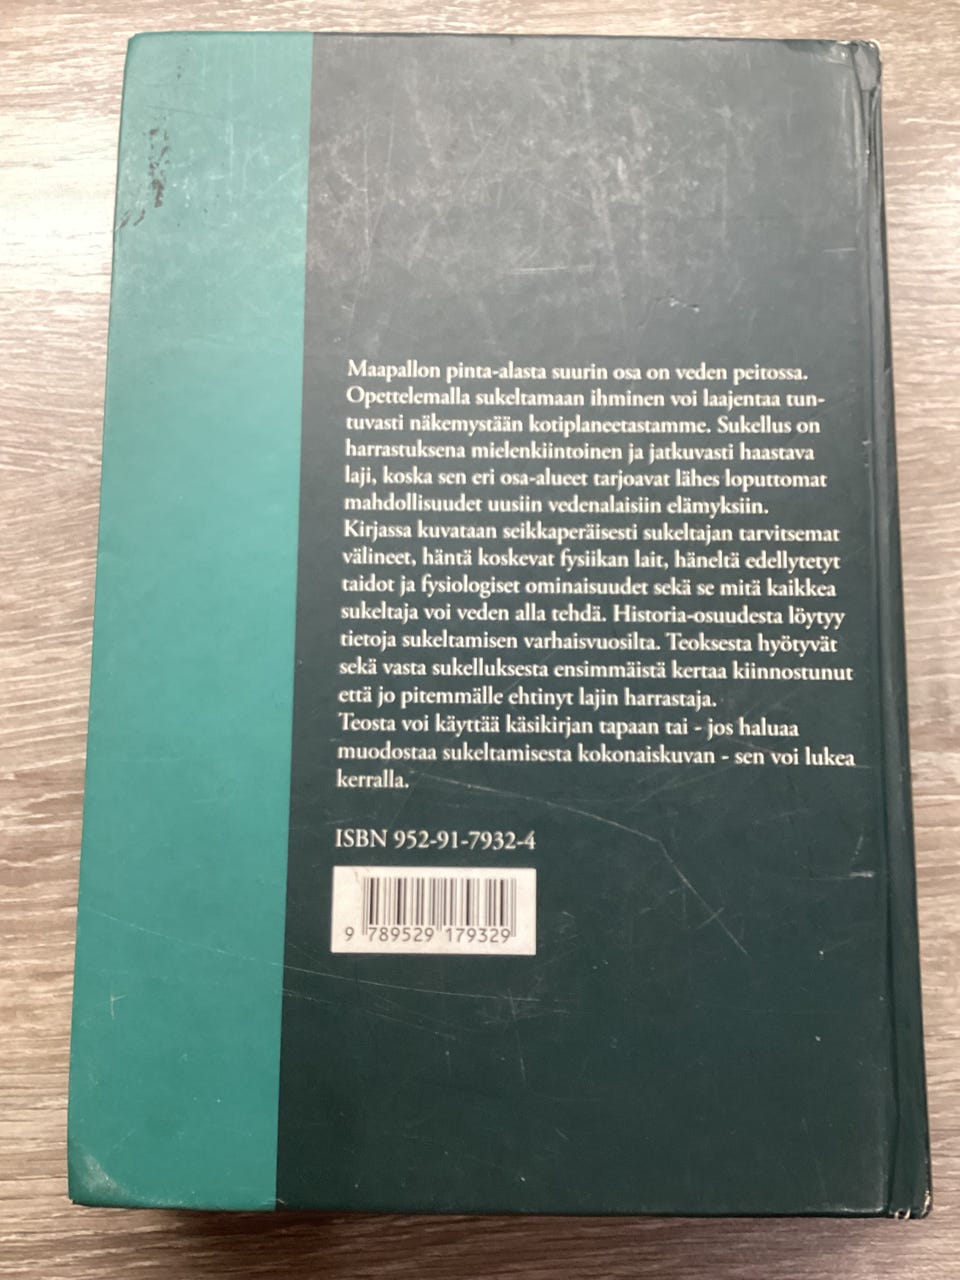 Maapallon pinta-alasta suurin osa on veden peitossa.
Opettelemalla sukeltamaan ihminen voi laajentaa tun-
tuvasti näkemystään kotiplaneetastamme. Sukellus on
harrastuksena mielenkiintoinen ja jatkuvasti haastava
laji, koska sen eri osa-alueet tarjoavat lähes loputtomat
mahdollisuudet uusiin vedenalaisiin elämyksiin.
Kirjassa kuvataan seikkaperäisesti sukeltajan tarvitsemat
välineet, häntä koskevat fysiikan lait, häneltä edellytetyt
taidot ja fysiologiset ominaisuudet sekä se mitä kaikkea
sukeltaja voi veden alla tehdä. Historia-osuudesta löytyy
tietoja sukeltamisen varhaisvuosilta. Teoksesta hyötyvät
sekä vasta sukelluksesta ensimmäistä kertaa kiinnostunut
että jo pitemmälle ehtinyt lajin harrastaja.
Teosta voi käyttää käsikirjan tapaan tai - jos haluaa
muodostaa sukeltamisesta kokonaiskuvan - sen voi lukea
kerralla.
ISBN 952-91-7932-4
9 789529 179329